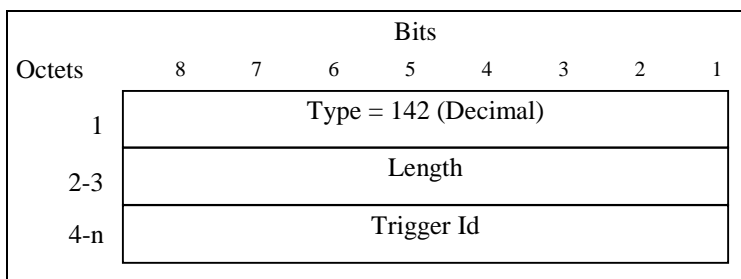 Bits
Octets 8 7 6 5 4 3 2 1
1 Type = 142 (Decimal)
2-3 Length
4-n Trigger Id